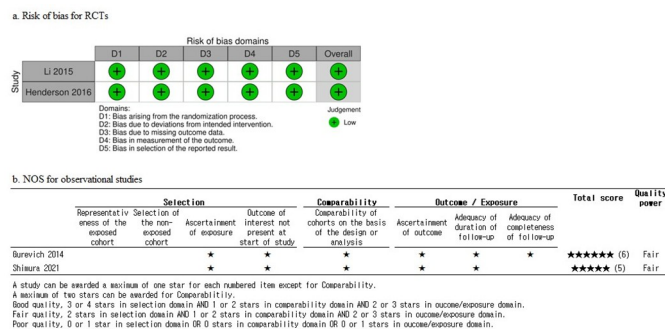 a. Risk of bias for RCTs
Risk of bias domains
D1 D2 D3 D4 D5 Overall
Study
Li 2015 + + + + + +
Henderson 2016 + + + + + +
Domains:
D1: Bias arising from the randomization process.
D2: Bias due to deviations from intended intervention.
D3: Bias due to missing outcome data.
D4: Bias in measurement of the outcome.
D5: Bias in selection of the reported result.
Judgement
+ Low
b. NOS for observational studies
Selection Comparability Outcome / Exposure Total score Quality power
Representativ eness of the exposed cohort Selection of the non-exposed cohort Ascertainment of exposure Outcome of interest not present at start of study Comparability of cohorts on the basis of the design or analysis Ascertainment of outcome Adequacy of duration of follow-up Adequacy of completeness of follow-up
Gurevich 2014 ★ ★ ★ ★ ★ ★ ★★★★★★ (6) Fair
Shimura 2021 ★ ★ ★ ★ ★ ★★★★★ (5) Fair
A study can be awarded a maximum of one star for each numbered item except for Comparability.
A maximum of two stars can be awarded for Comparablitily.
Good quality, 3 or 4 stars in selection domain AND 1 or 2 stars in comparability domain AND 2 or 3 stars in oucome/exposure domain.
Fair quality, 2 stars in selection domain AND 1 or 2 stars in comparability domain AND 2 or 3 stars in oucome/exposure domain.
Poor quality, 0 or 1 star in selection domain OR 0 stars in comparability domain OR 0 or 1 stars in oucome/exposure domain.